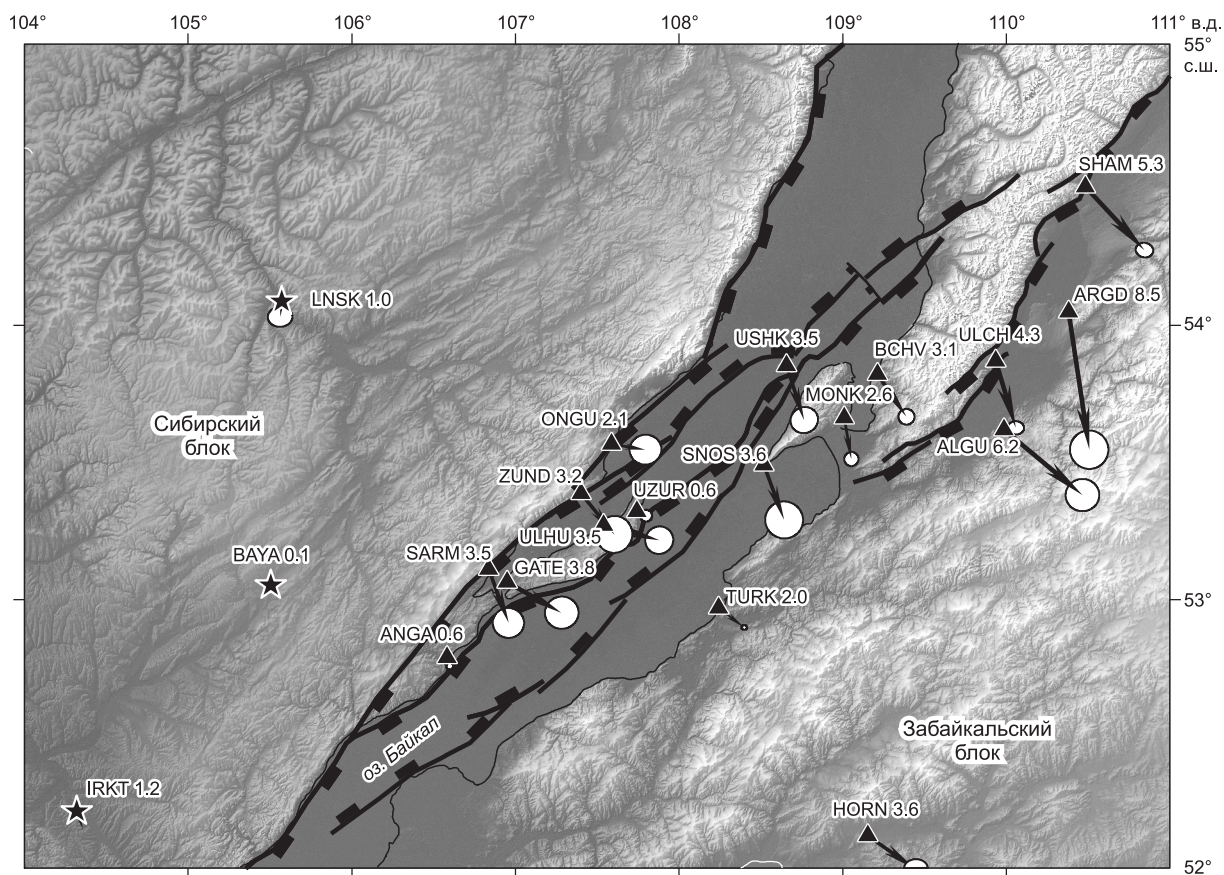 104°
105°
106°
107°
108°
109°
110°
111° в.д.
55°
с.ш.
SHAM 5.3
ARGD 8.5
LNSK 1.0
54°
USHK 3.5
ULCH 4.3
BCHV 3.1
MONK 2.6
Сибирский
блок
ONGU 2.1
ALGU 6.2
SNOS 3.6
ZUND 3.2
UZUR 0.6
ULHU 3.5
SARM 3.5
BAYA 0.1
GATE 3.8
TURK 2.0
53°
ANGA 0.6
оз. Байкал
Забайкальский
блок
IRKT 1.2
HORN 3.6
52°